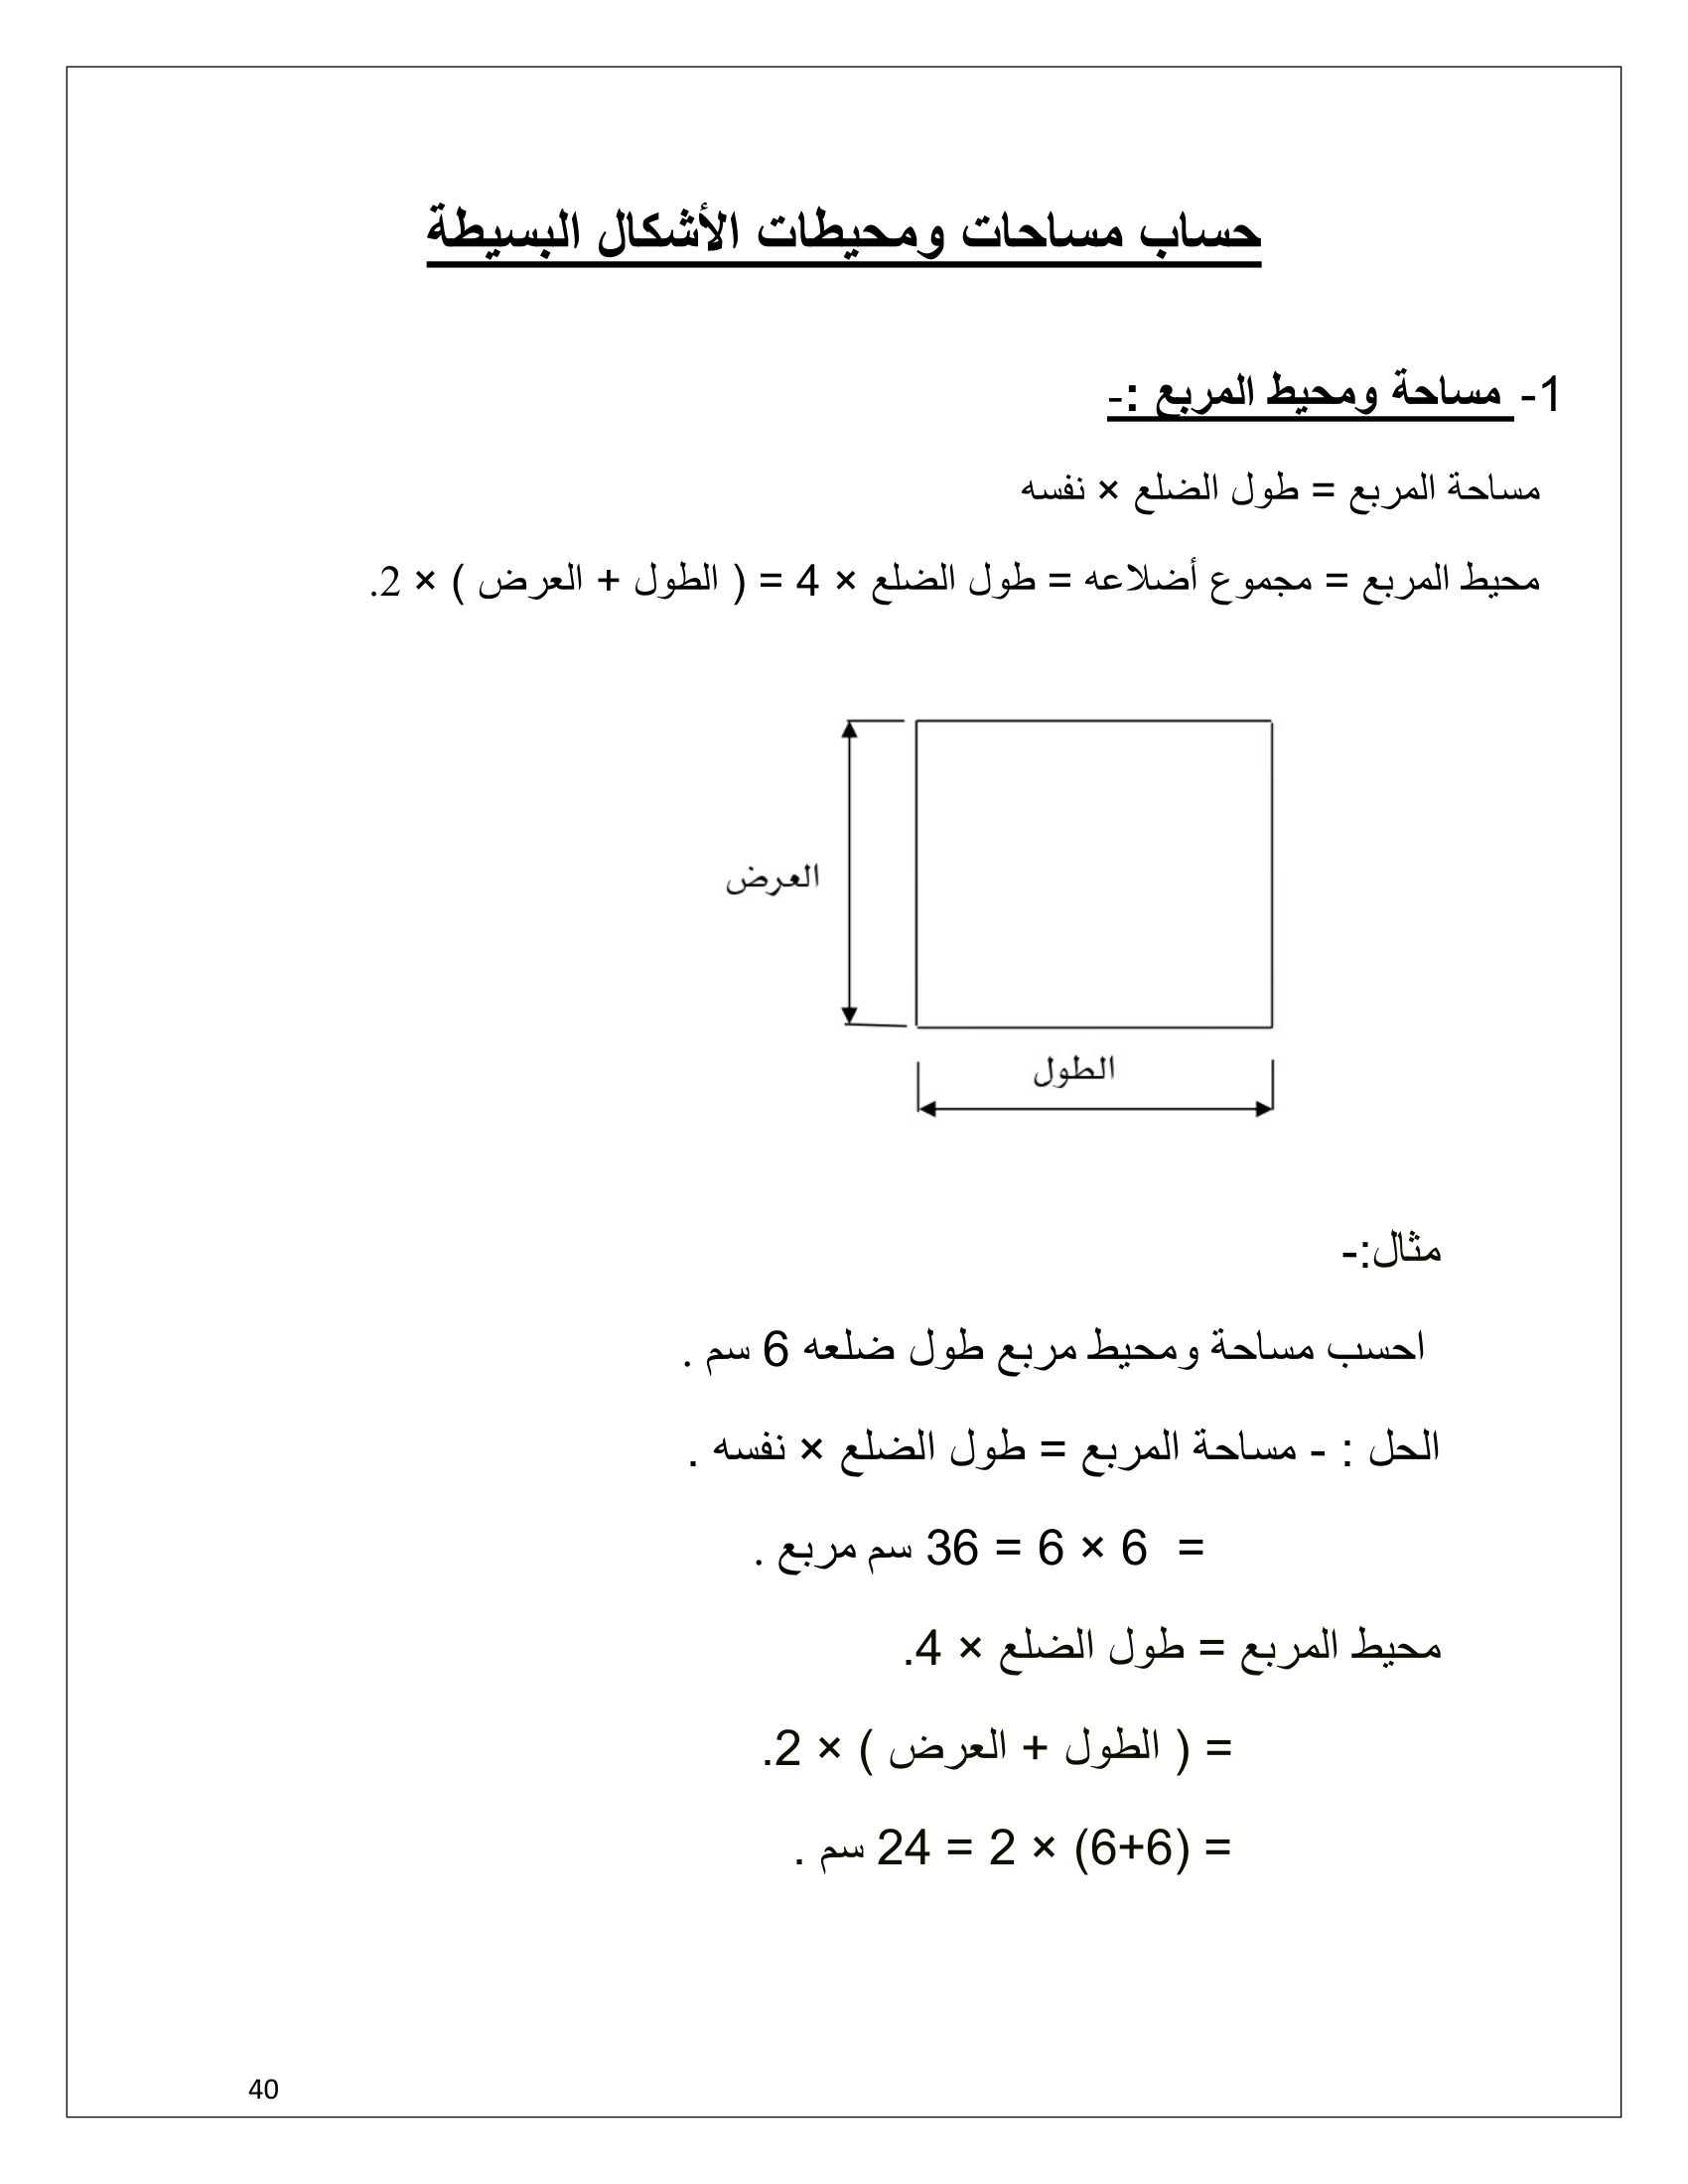 حساب مساحات ومحيطات الأشكال البسيطة
1- مساحة ومحيط المربع :-
مساحة المربع = طول الضلع × نفسه
محيط المربع = مجموع أضلاعه = طول الضلع × 4 = ( الطول + العرض ) × 2.
العرض
الطول
مثال:-
احسب مساحة ومحيط مربع طول ضلعه 6 سم .
الحل : - مساحة المربع = طول الضلع × نفسه .
= 6 × 6 = 36 سم مربع .
محيط المربع = طول الضلع × 4.
= ( الطول + العرض ) × 2.
= (6+6) × 2 = 24 سم .
40